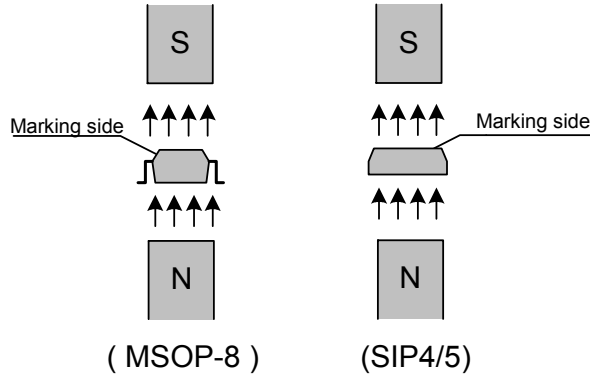 S S
Marking side Marking side
N N
( MSOP-8 ) (SIP4/5)